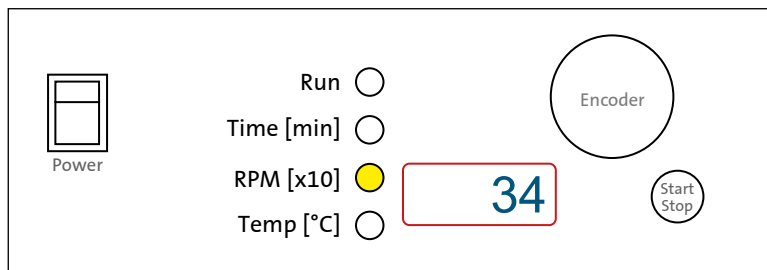 Run
Encoder
Time [min]
Power
RPM [x10]
34
Start
Stop
Temp [°C]